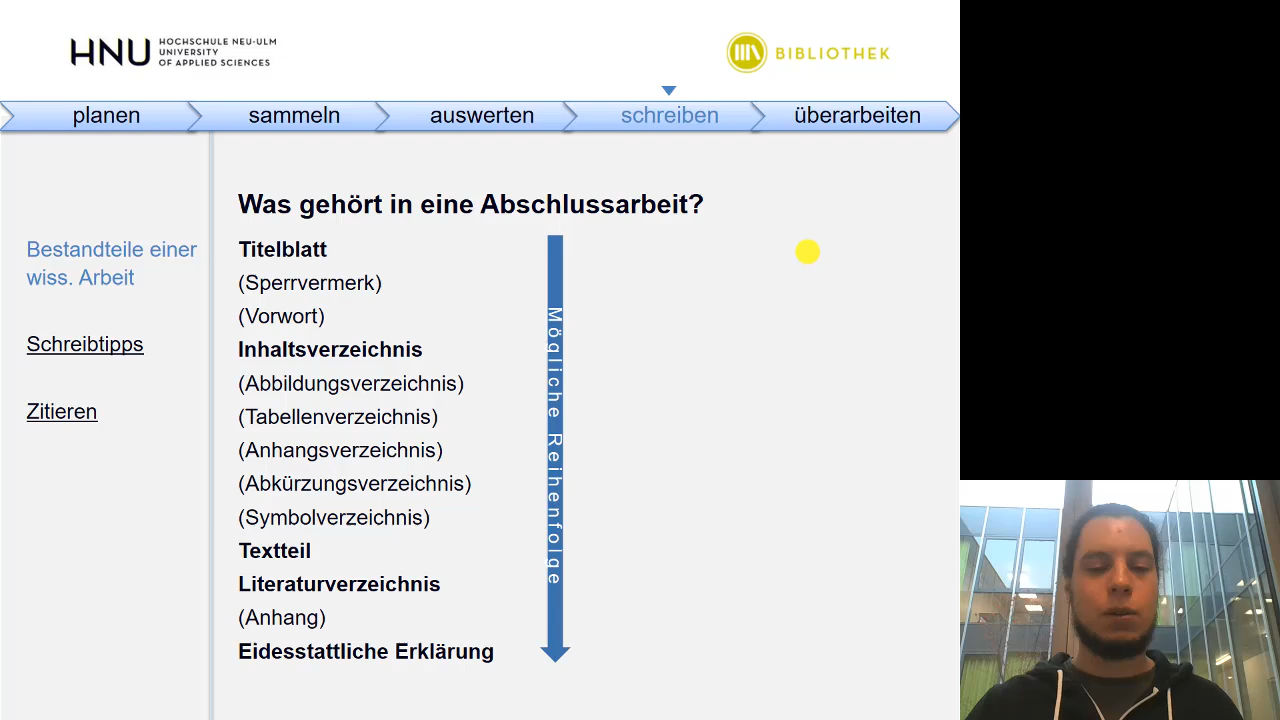 HNU HOCHSCHULE NEU-ULM
UNIVERSITY
OF APPLIED SCIENCES
BIBLIOTHEK
planen
sammeln
auswerten
schreiben
überarbeiten
Bestandteile einer
wiss. Arbeit
Schreibtipps
Zitieren
Was gehört in eine Abschlussarbeit?
Titelblatt
(Sperrvermerk)
(Vorwort)
Inhaltsverzeichnis
(Abbildungsverzeichnis)
(Tabellenverzeichnis)
(Anhangsverzeichnis)
(Abkürzungsverzeichnis)
(Symbolverzeichnis)
Textteil
Literaturverzeichnis
(Anhang)
Eidesstattliche Erklärung
Mögliche Reihenfolge